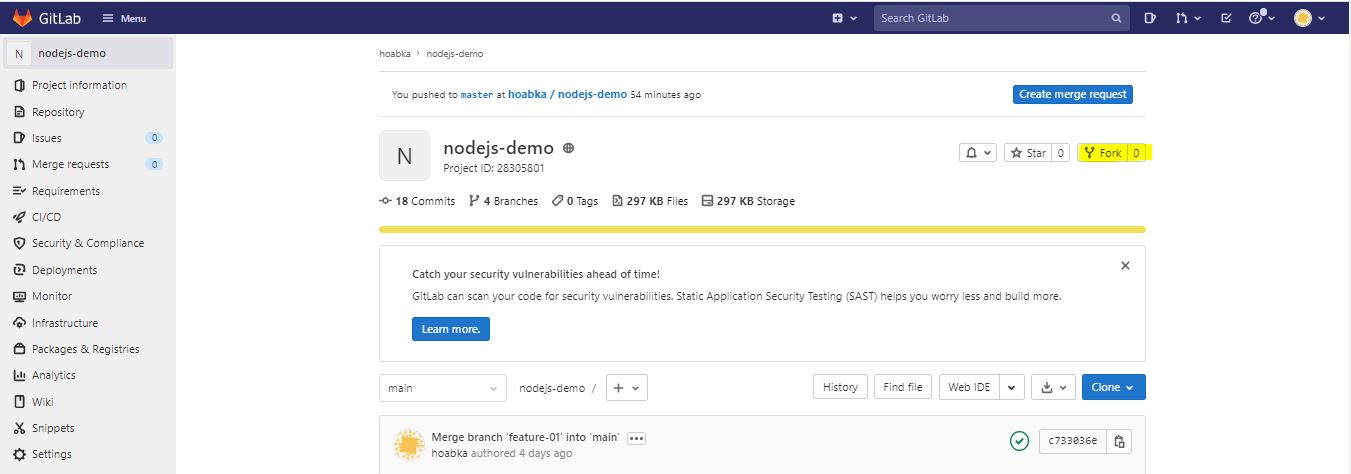 GitLab Menu Search GitLab
N nodejs-demo
Project information
Repository
Issues 0
Merge requests 0
Requirements
CI/CD
Security & Compliance
Deployments
Monitor
Infrastructure
Packages & Registries
Analytics
Wiki
Snippets
Settings
hoabka > nodejs-demo
You pushed to master at hoabka / nodejs-demo 54 minutes ago Create merge request
N
nodejs-demo
Project ID: 28305801
Star 0 Fork 0
18 Commits 4 Branches 0 Tags 297 KB Files 297 KB Storage
Catch your security vulnerabilities ahead of time!
GitLab can scan your code for security vulnerabilities. Static Application Security Testing (SAST) helps you worry less and build more.
Learn more.
main nodejs-demo / + History Find file Web IDE Clone
Merge branch 'feature-01' into 'main' c733036e
hoabka authored 4 days ago